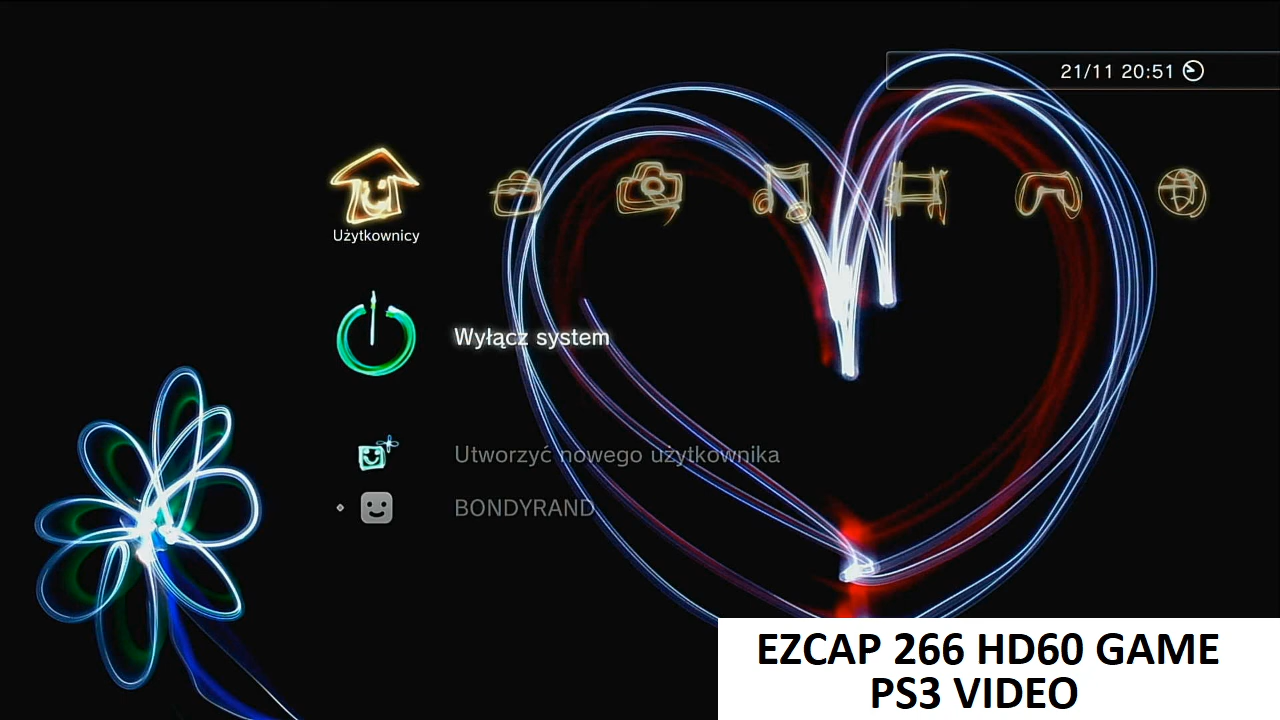 21/11 20:51
Użytkownicy
Wyłącz system
Utworzyć nowego użytkownika
BONDYRAND
EZCAP 266 HD60 GAME
PS3 VIDEO